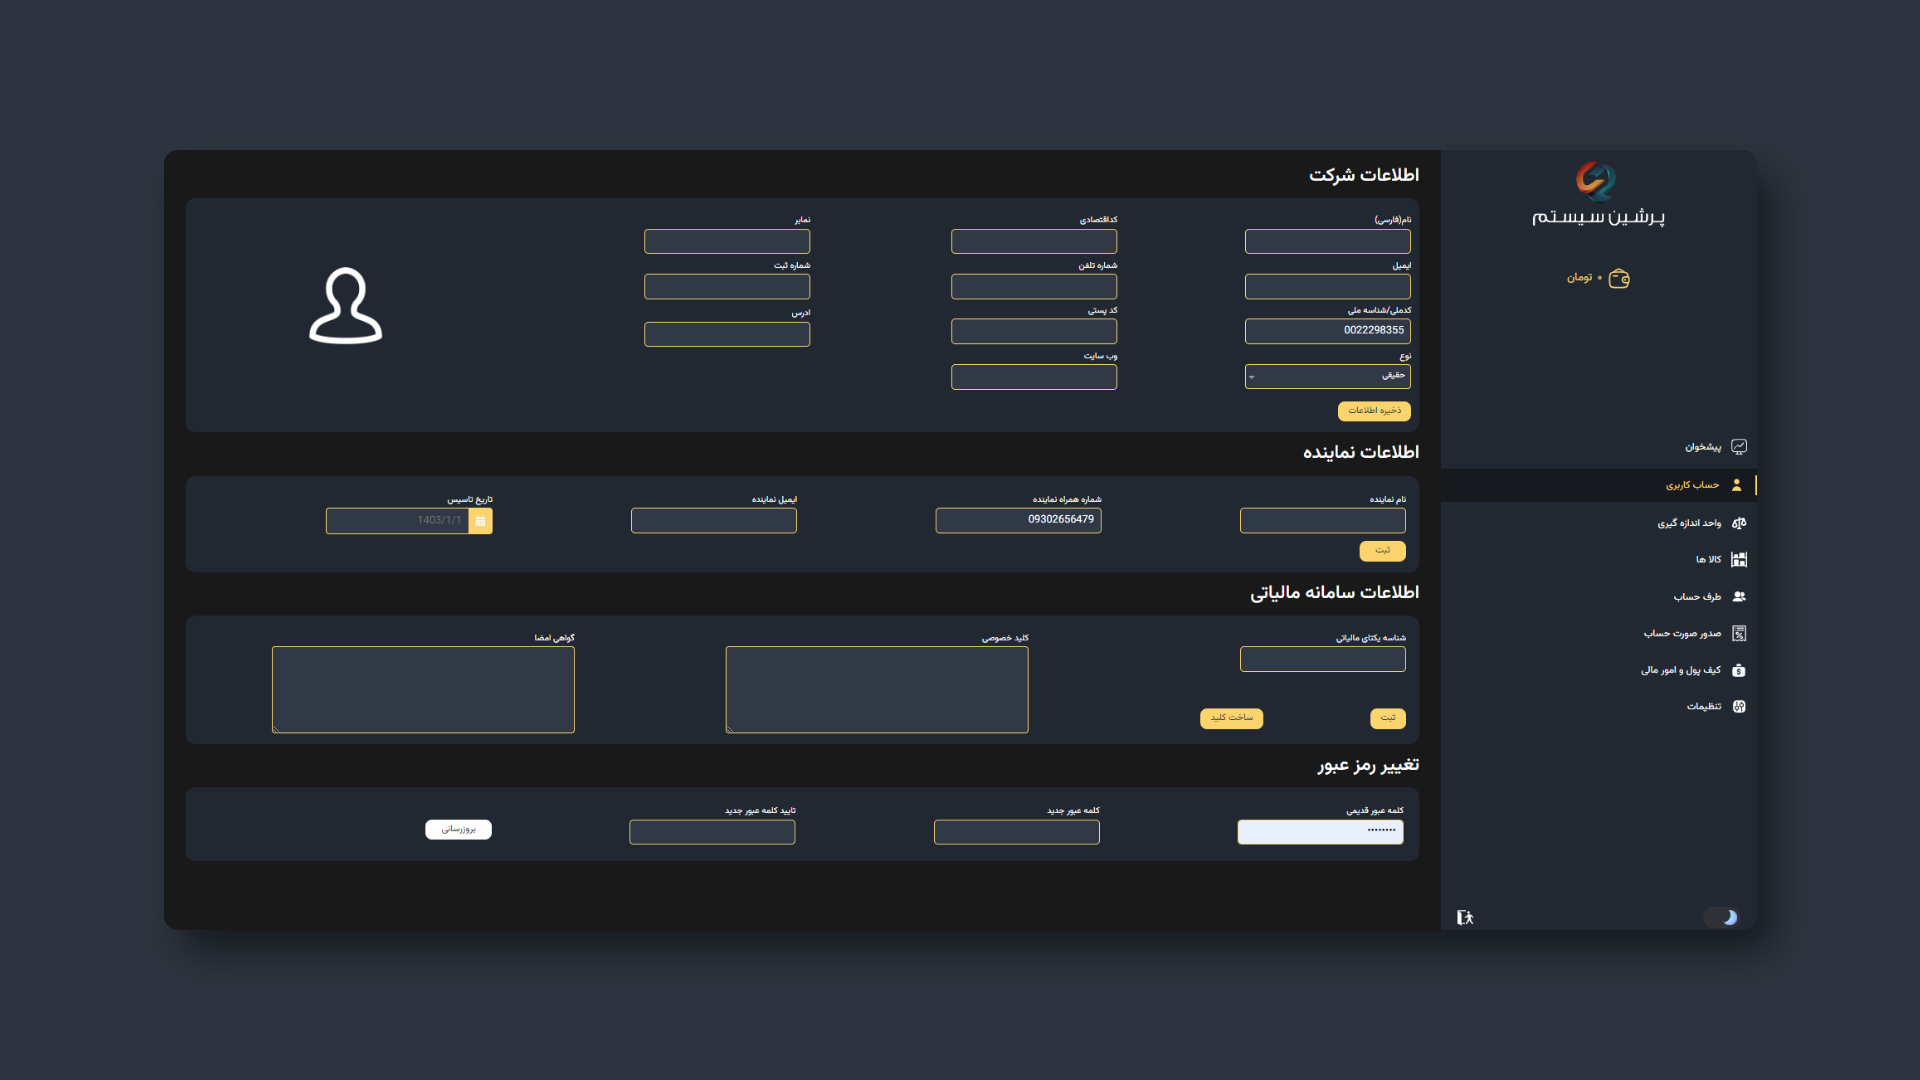 پرشین سیستم
۰ تومان
پیشخوان
حساب کاربری
واحد اندازه گیری
کالا ها
طرف حساب
صدور صورت حساب
کیف پول و امور مالی
تنظیمات
اطلاعات شرکت
نام(فارسی)
کداقتصادی
نمابر
ایمیل
شماره تلفن
شماره ثبت
کدملی/شناسه ملی
کد پستی
ادرس
0022298355
نوع
وب سایت
حقیقی
ذخیره اطلاعات
اطلاعات نماینده
نام نماینده
شماره همراه نماینده
ایمیل نماینده
تاریخ تاسیس
09302656479
1403/1/1
ثبت
اطلاعات سامانه مالیاتی
شناسه یکتای مالیاتی
کلید خصوصی
گواهی امضا
ثبت
ساخت کلید
تغییر رمز عبور
کلمه عبور قدیمی
کلمه عبور جدید
تایید کلمه عبور جدید
••••••••
بروزرسانی